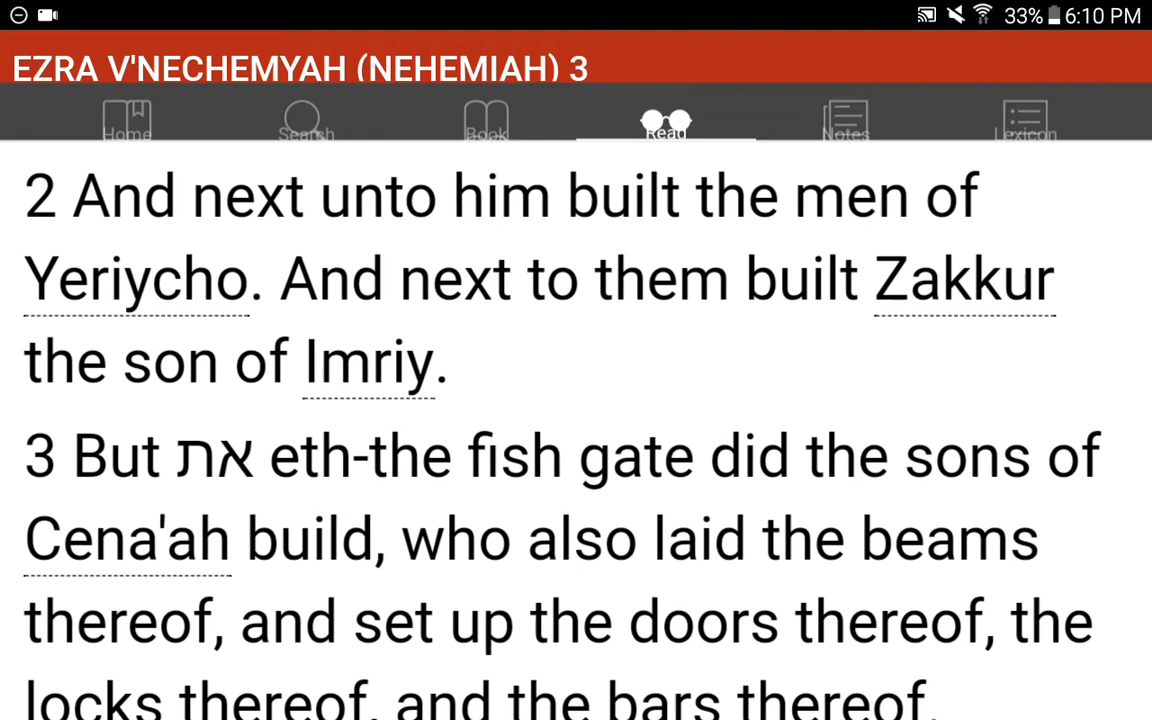 33% 6:10 PM
EZRA V'NECHEMYAH (NEHEMIAH) 3
Home Search Book Read Notes Lexicon
2 And next unto him built the men of
Yeriycho. And next to them built Zakkur
the son of Imriy.
3 But את eth-the fish gate did the sons of
Cena'ah build, who also laid the beams
thereof, and set up the doors thereof, the
locks thereof, and the bars thereof.